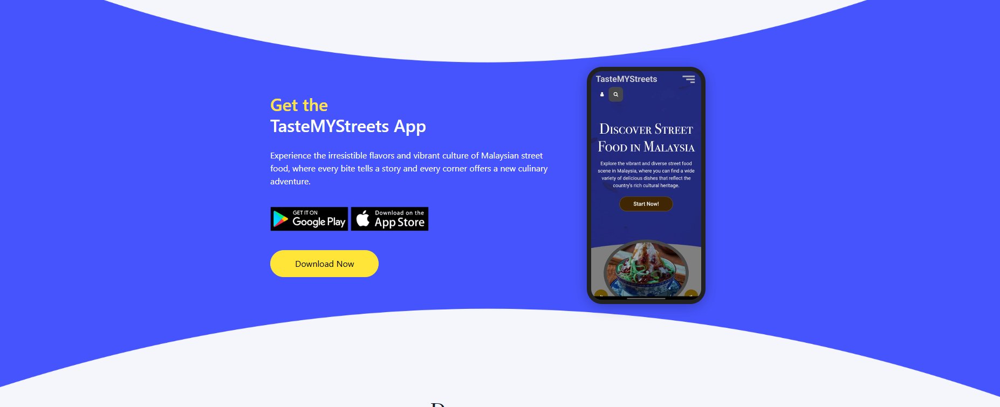 Get the
TasteMYStreets App
Experience the irresistible flavors and vibrant culture of Malaysian street
food, where every bite tells a story and every corner offers a new culinary
adventure.
GET IT ON
Google Play
Download on the
App Store
Download Now
TasteMYStreets
Discover Street
Food in Malaysia
Explore the vibrant and diverse street food
scene in Malaysia, where you can find a wide
variety of delicious dishes that reflect the
country's rich cultural heritage.
Start Now!